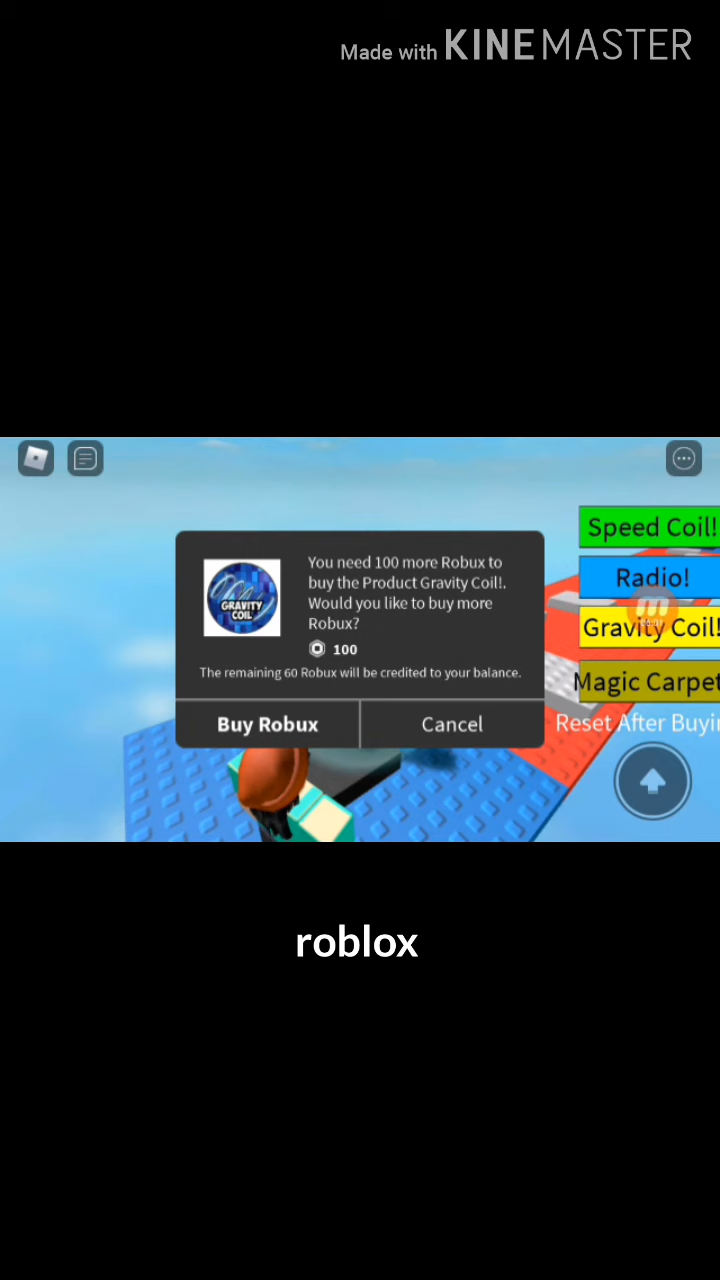 Made with KINEMASTER
Speed Coil!
Radio!
Gravity Coil!
Magic Carpet
Reset After Buyin
GRAVITY
COIL
You need 100 more Robux to
buy the Product Gravity Coil!.
Would you like to buy more
Robux?
100
The remaining 60 Robux will be credited to your balance.
Buy Robux
Cancel
roblox